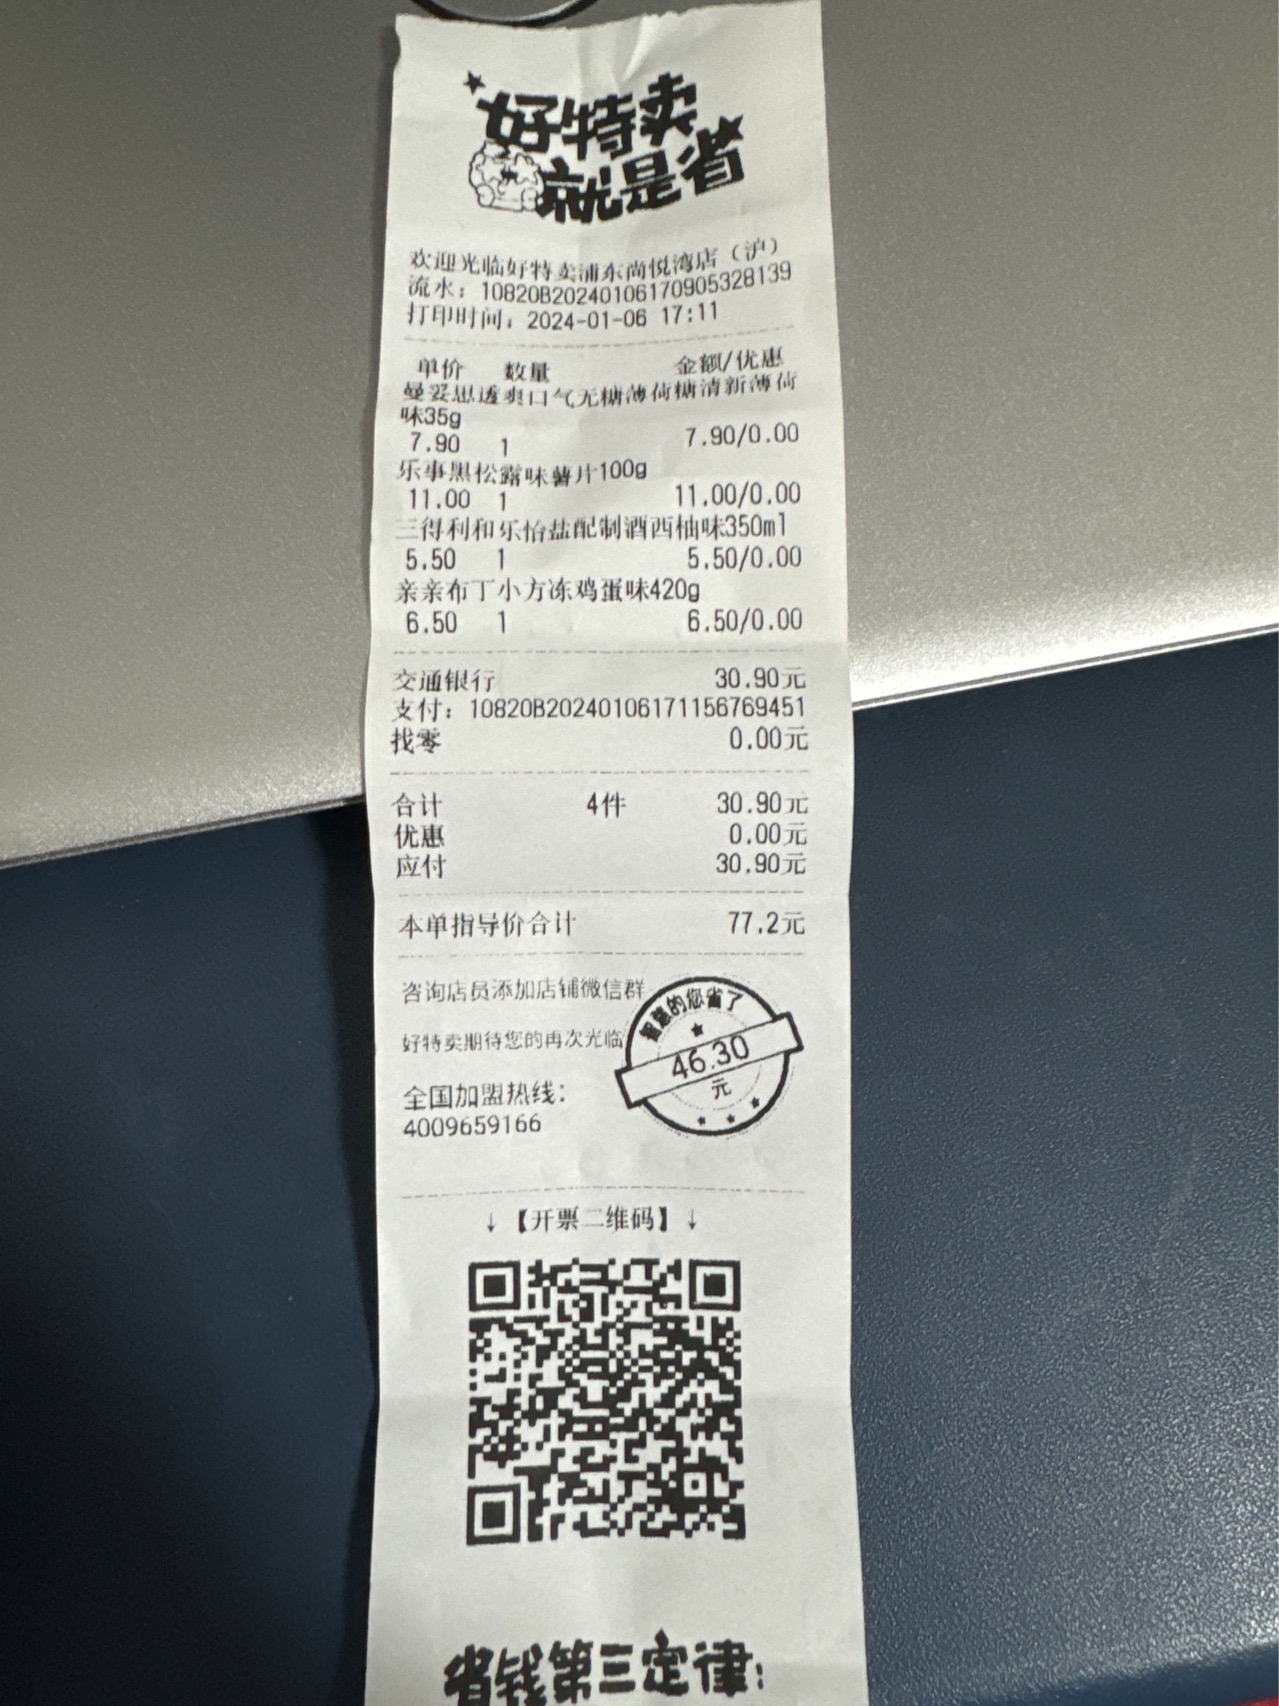 好特卖
就是省
欢迎光临好特卖浦东尚悦湾店（沪）
流水：10820B202401061709053​28139
打印时间：2024-01-06 17:11
单价 数量 金额/优惠
曼妥思透爽口气无糖薄荷糖清新薄荷
味35g
7.90 1 7.90/0.00
乐事黑松露味薯片100g
11.00 1 11.00/0.00
三得利和乐怡盐配制酒西柚味350ml
5.50 1 5.50/0.00
亲亲布丁小方冻鸡蛋味420g
6.50 1 6.50/0.00
交通银行 30.90元
支付：10820B20240106171156769451
找零 0.00元
合计 4件 30.90元
优惠 0.00元
应付 30.90元
本单指导价合计 77.2元
咨询店员添加店铺微信群
好特卖期待您的再次光临
智慧的您省了
46.30
元
全国加盟热线：
4009659166
↓【开票二维码】↓
省钱第三定律：